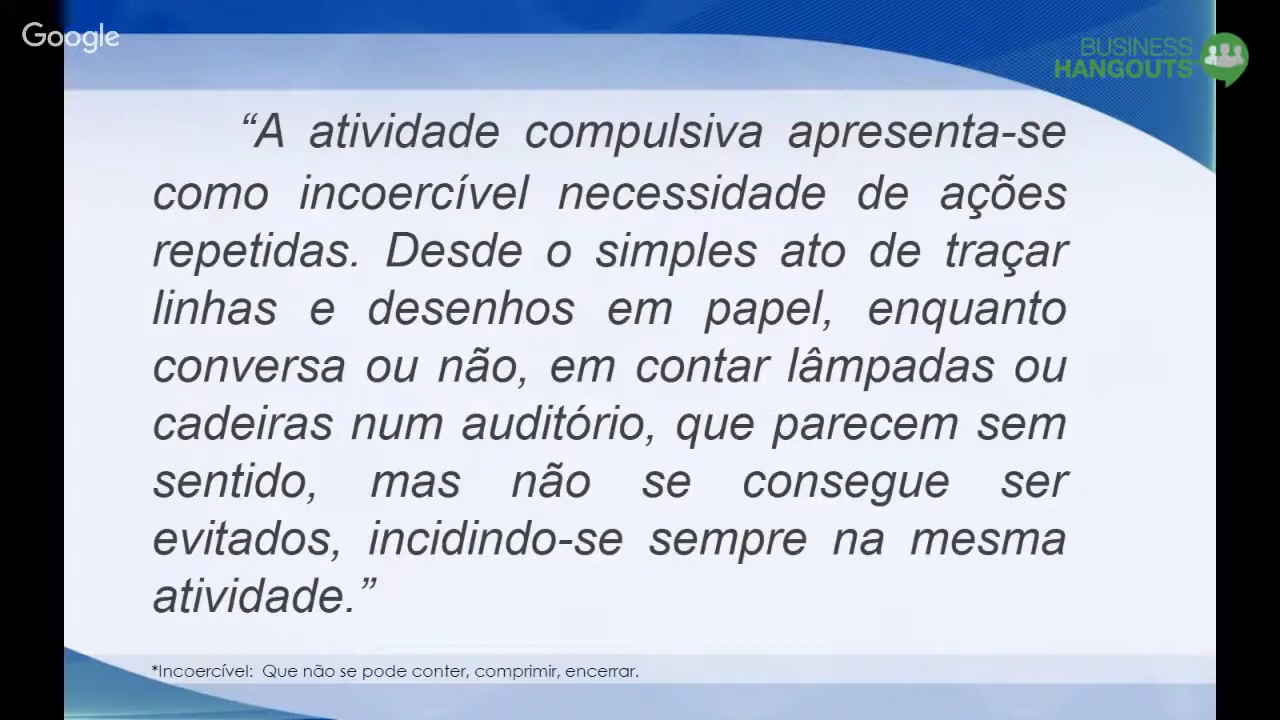 Google
BUSINESS
HANGOUTS
“A atividade compulsiva apresenta-se
como incoercível necessidade de ações
repetidas. Desde o simples ato de traçar
linhas e desenhos em papel, enquanto
conversa ou não, em contar lâmpadas ou
cadeiras num auditório, que parecem sem
sentido, mas não se consegue ser
evitados, incidindo-se sempre na mesma
atividade.”
*Incoercível: Que não se pode conter, comprimir, encerrar.